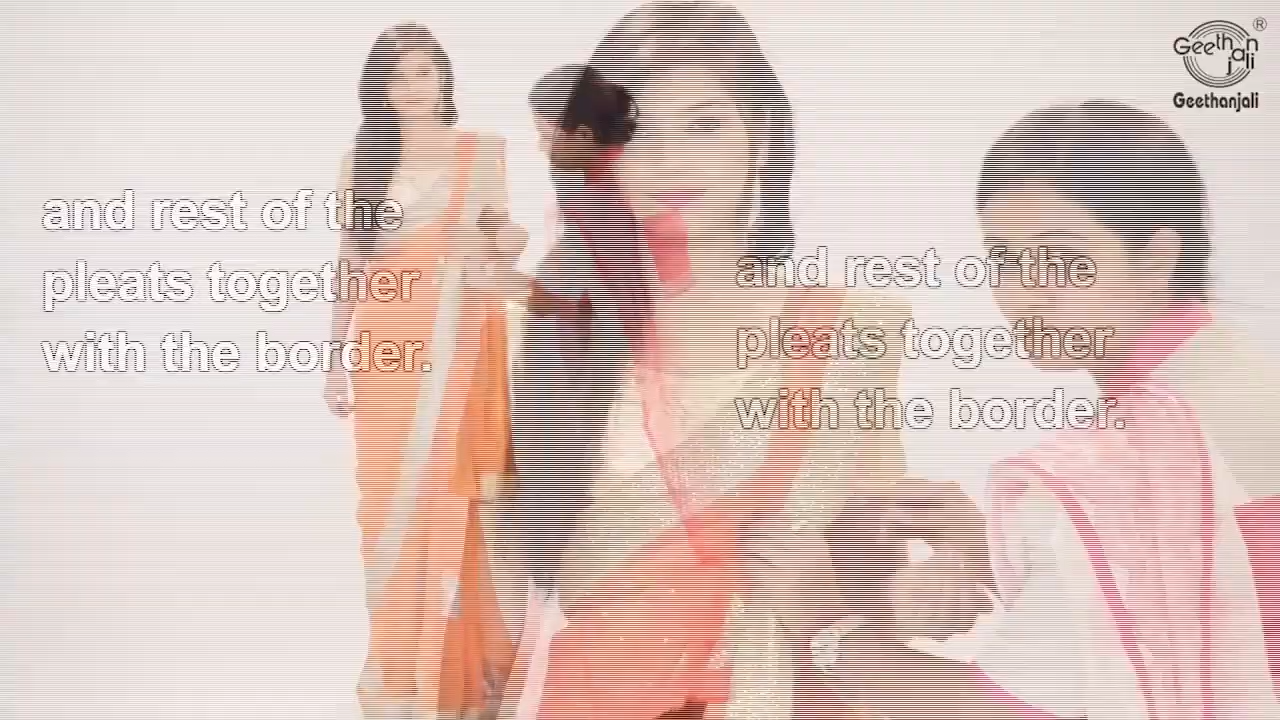 Geethanjali
Geethanjali
and rest of the
pleats together
with the border.
and rest of the
pleats together
with the border.